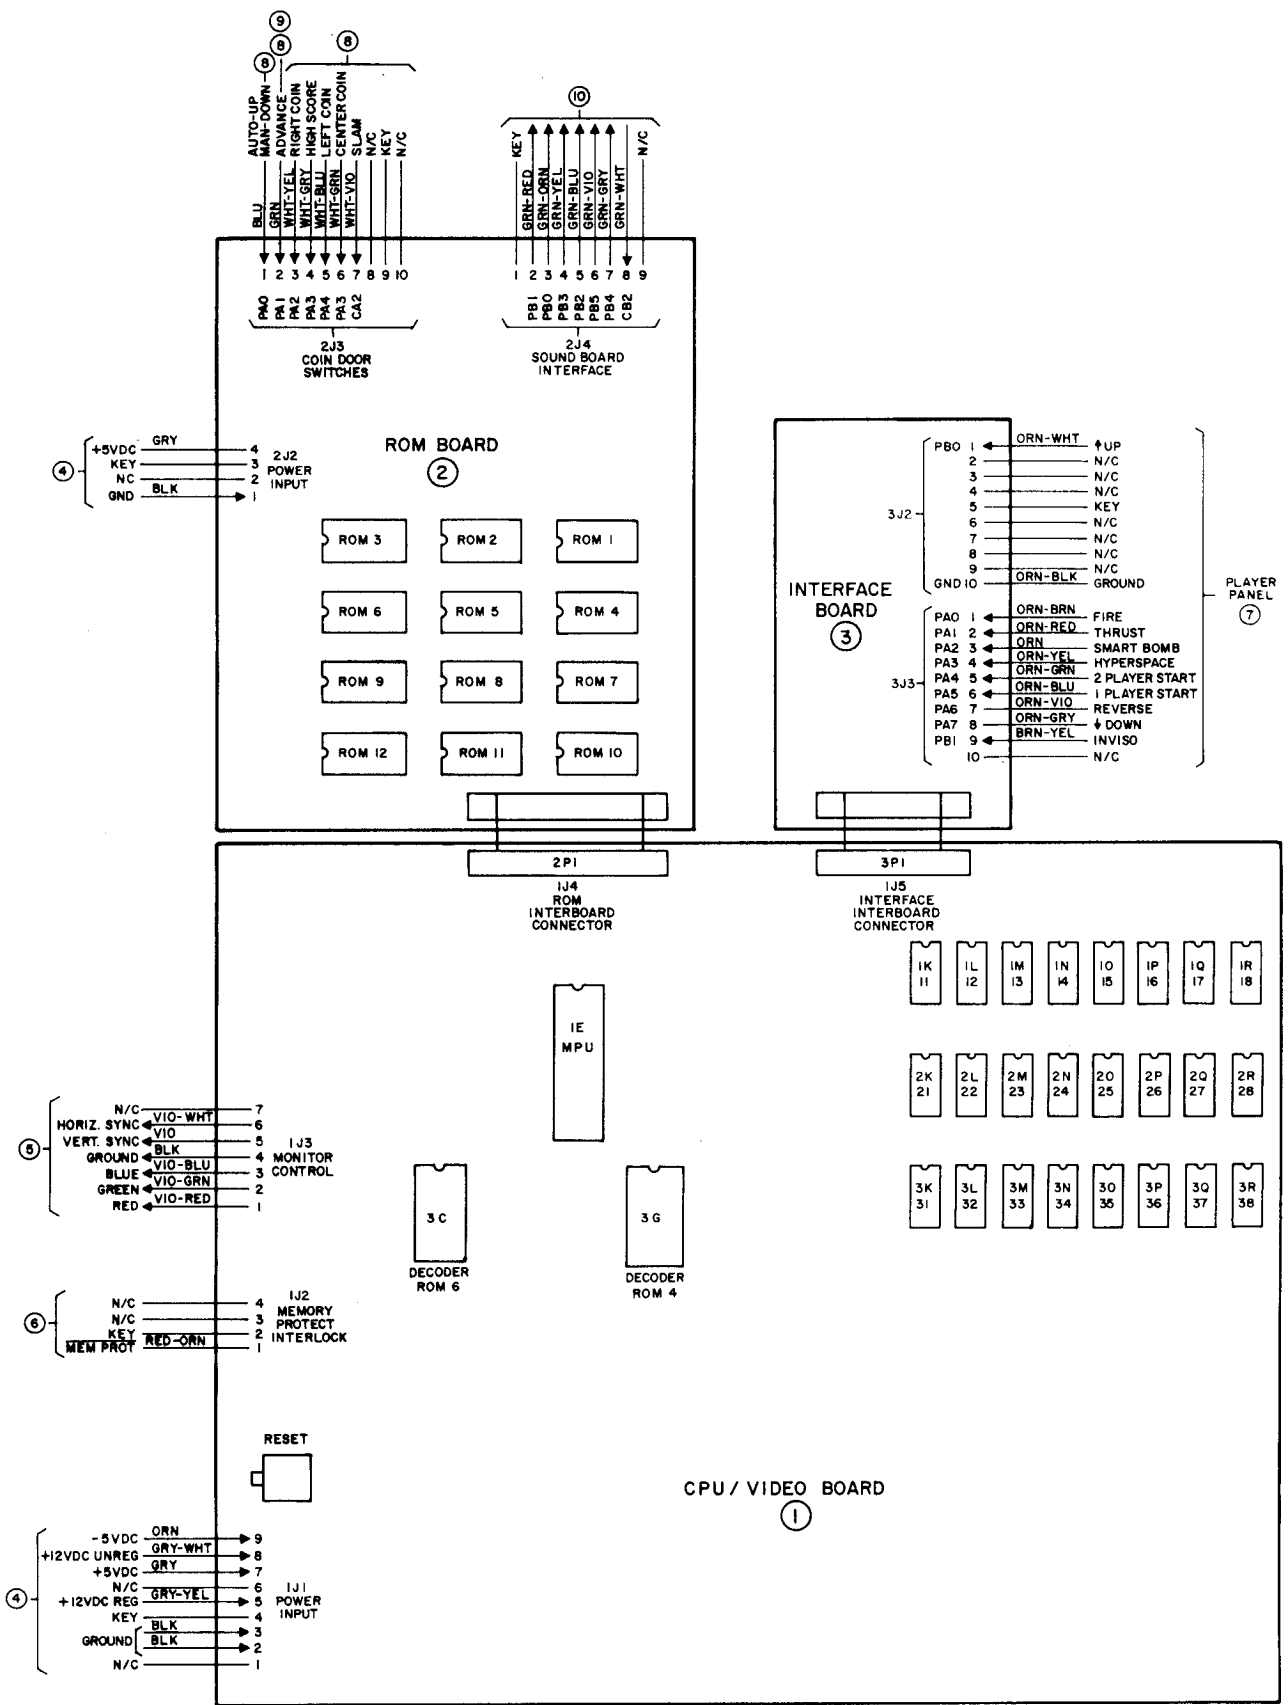 9
8
8
8
AUTO-UP
MAN-DOWN
ADVANCE
RIGHT COIN
HIGH SCORE
LEFT COIN
CENTER COIN
SLAM
N/C
KEY
N/C
BLU
GRN
WHT-YEL
WHT-GRY
WHT-BLU
WHT-GRN
WHT-VIO
1 2 3 4 5 6 7 8 9 10
PA0
PA1
PA2
PA3
PA4
PA3
CA2
2J3
COIN DOOR
SWITCHES
10
KEY
GRN-RED
GRN-ORN
GRN-YEL
GRN-BLU
GRN-VIO
GRN-GRY
GRN-WHT
N/C
1 2 3 4 5 6 7 8 9
PB1
PB0
PB3
PB2
PB5
PB4
CB2
2J4
SOUND BOARD
INTERFACE
4
+5VDC GRY 4
KEY 3
NC 2
GND BLK 1
2J2
POWER
INPUT
ROM BOARD
2
ROM 3 ROM 2 ROM 1
ROM 6 ROM 5 ROM 4
ROM 9 ROM 8 ROM 7
ROM 12 ROM 11 ROM 10
INTERFACE
BOARD
3
3J2
PB0 1 ORN-WHT ↑UP
2 N/C
3 N/C
4 N/C
5 KEY
6 N/C
7 N/C
8 N/C
9 N/C
GND 10 ORN-BLK GROUND
3J3
PA0 1 ORN-BRN FIRE
PA1 2 ORN-RED THRUST
PA2 3 ORN SMART BOMB
PA3 4 ORN-YEL HYPERSPACE
PA4 5 ORN-GRN 2 PLAYER START
PA5 6 ORN-BLU 1 PLAYER START
PA6 7 ORN-VIO REVERSE
PA7 8 ORN-GRY ↓DOWN
PB1 9 BRN-YEL INVISO
10 N/C
PLAYER
PANEL
7
2P1
1J4
ROM
INTERBOARD
CONNECTOR
3P1
1J5
INTERFACE
INTERBOARD
CONNECTOR
1E
MPU
1K 1L 1M 1N 1O 1P 1Q 1R
11 12 13 14 15 16 17 18
2K 2L 2M 2N 2O 2P 2Q 2R
21 22 23 24 25 26 27 28
3K 3L 3M 3N 3O 3P 3Q 3R
31 32 33 34 35 36 37 38
5
N/C 7
HORIZ. SYNC VIO-WHT 6
VERT. SYNC VIO 5
GROUND BLK 4
BLUE VIO-BLU 3
GREEN VIO-GRN 2
RED VIO-RED 1
1J3
MONITOR
CONTROL
3C
DECODER
ROM 6
3G
DECODER
ROM 4
6
N/C 4
N/C 3
KEY 2
MEM PROT RED-ORN 1
1J2
MEMORY
PROTECT
INTERLOCK
RESET
CPU / VIDEO BOARD
1
4
-5VDC ORN 9
+12VDC UNREG GRY-WHT 8
+5VDC GRY 7
N/C 6
+12VDC REG GRY-YEL 5
KEY 4
GROUND BLK 3
BLK 2
N/C 1
1J1
POWER
INPUT